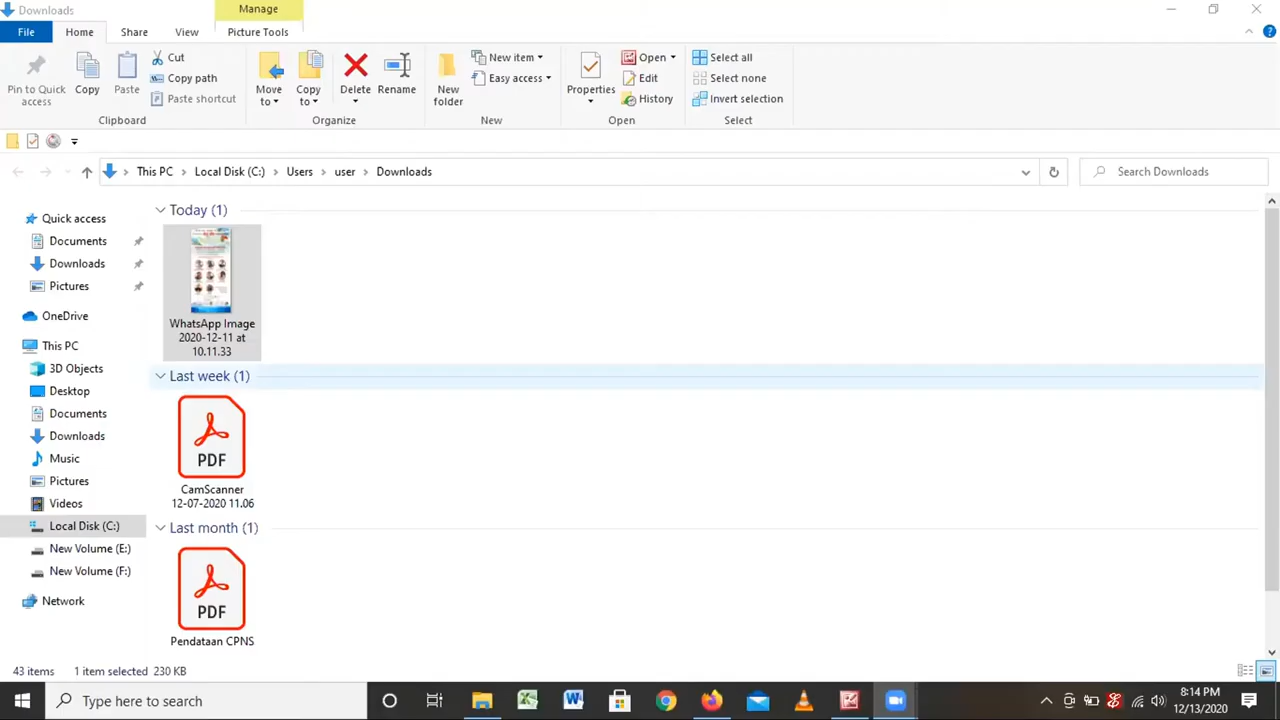 Downloads
Manage
File
Home
Share
View
Picture Tools
Pin to Quick
access
Copy
Paste
Cut
Copy path
Paste shortcut
Clipboard
Move
to
Copy
to
Delete
Rename
Organize
New
folder
New item
Easy access
New
Properties
Open
Edit
History
Open
Select all
Select none
Invert selection
Select
This PC
Local Disk (C:)
Users
user
Downloads
Search Downloads
Quick access
Documents
Downloads
Pictures
OneDrive
This PC
3D Objects
Desktop
Documents
Downloads
Music
Pictures
Videos
Local Disk (C:)
New Volume (E:)
New Volume (F:)
Network
Today (1)
WhatsApp Image
2020-12-11 at
10.11.33
Last week (1)
PDF
CamScanner
12-07-2020 11.06
Last month (1)
PDF
Pendataan CPNS
43 items
1 item selected 230 KB
Type here to search
8:14 PM
12/13/2020